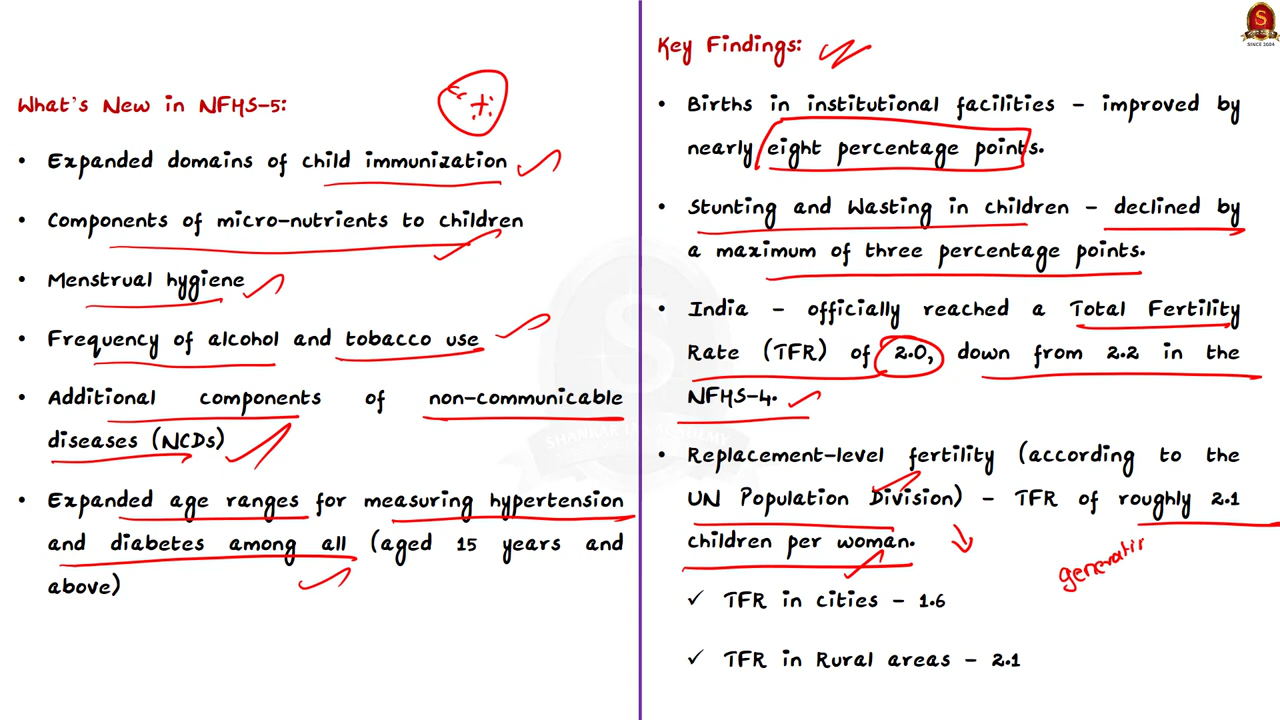 What's New in NFHS-5:
• Expanded domains of child immunization
• Components of micro-nutrients to children
• Menstrual hygiene
• Frequency of alcohol and tobacco use
• Additional components of non-communicable
diseases (NCDs)
• Expanded age ranges for measuring hypertension
and diabetes among all (aged 15 years and
above)
Key Findings:
• Births in institutional facilities - improved by
nearly eight percentage points.
• Stunting and Wasting in children - declined by
a maximum of three percentage points.
• India - officially reached a Total Fertility
Rate (TFR) of 2.0, down from 2.2 in the
NFHS-4.
• Replacement-level fertility (according to the
UN Population Division) - TFR of roughly 2.1
children per woman.
generatin
✓ TFR in cities - 1.6
✓ TFR in Rural areas - 2.1
S
SINCE 2004